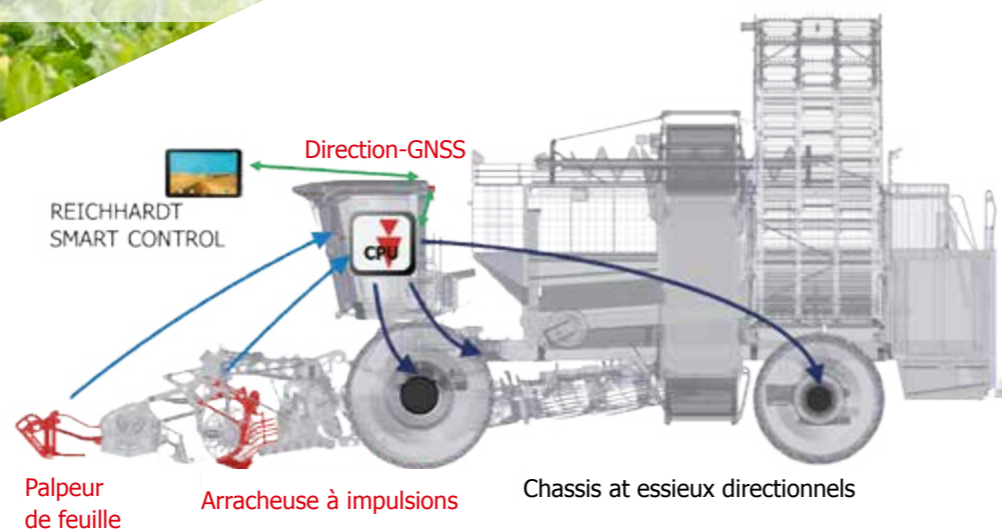 Direction-GNSS
REICHHARDT
SMART CONTROL
CPU
Palpeur
de feuille
Arracheuse à impulsions
Chassis at essieux directionnels